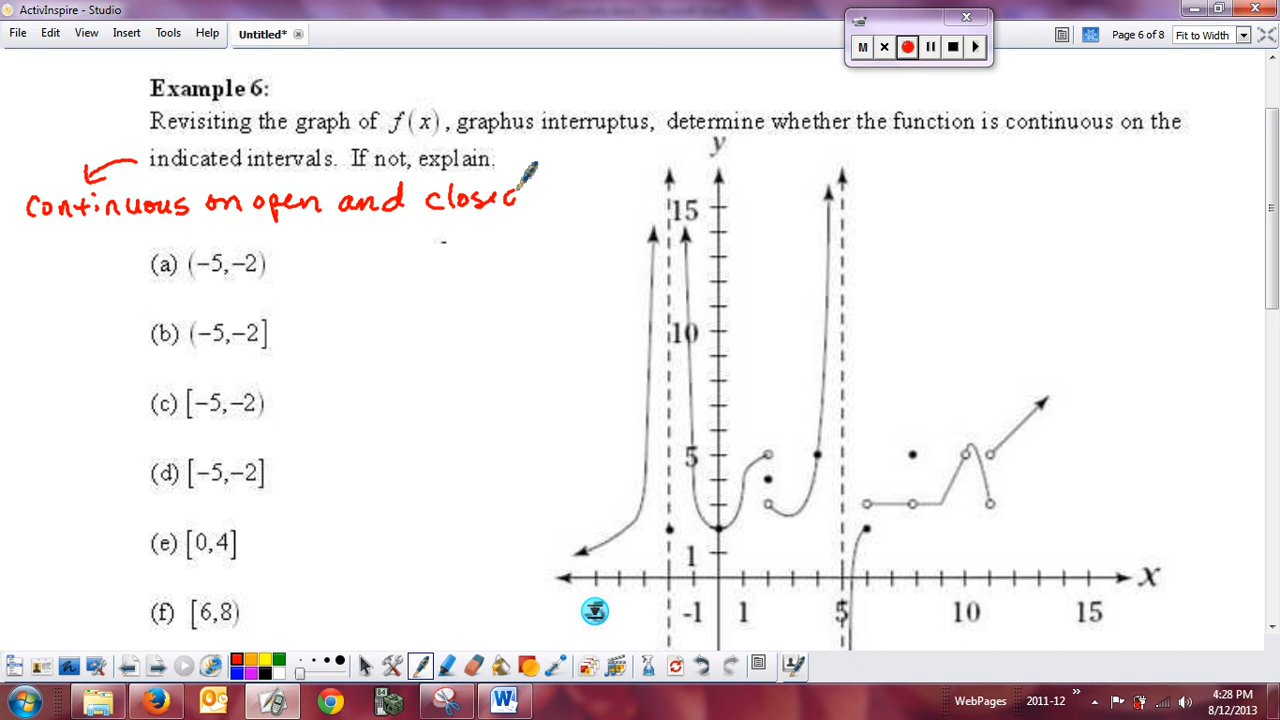 ActivInspire - Studio
File Edit View Insert Tools Help Untitled* Page 6 of 8 Fit to Width
M
Example 6:
Revisiting the graph of f(x), graphus interruptus, determine whether the function is continuous on the
indicated intervals. If not, explain.
continuous on open and closed
(a) (−5,−2)
(b) (−5,−2]
(c) [−5,−2)
(d) [−5,−2]
(e) [0,4]
(f) [6,8)
y
15
10
5
1
-1 1 5 10 15 x
WebPages 2011-12 4:28 PM
8/12/2013